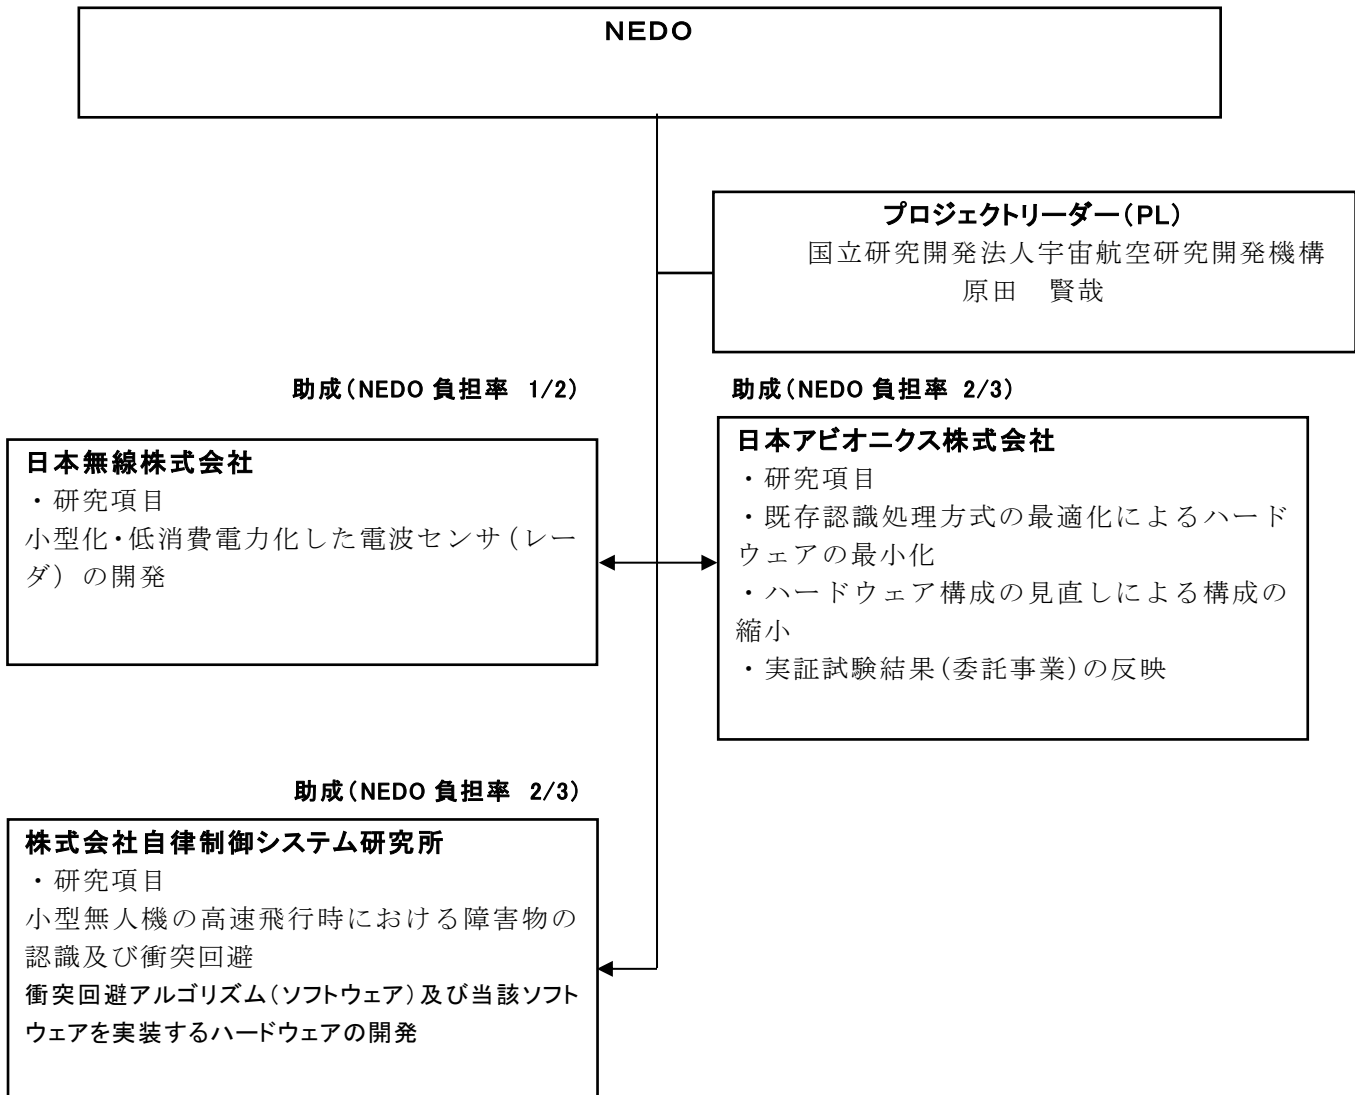 NEDO
プロジェクトリーダー(PL)
国立研究開発法人宇宙航空研究開発機構
原田　賢哉
助成(NEDO 負担率 1/2)
日本無線株式会社
・研究項目
小型化・低消費電力化した電波センサ(レー
ダ) の開発
助成(NEDO 負担率 2/3)
日本アビオニクス株式会社
・研究項目
・既存認識処理方式の最適化によるハード
ウェアの最小化
・ハードウェア構成の見直しによる構成の
縮小
・実証試験結果(委託事業)の反映
助成(NEDO 負担率 2/3)
株式会社自律制御システム研究所
・研究項目
小型無人機の高速飛行時における障害物の
認識及び衝突回避
衝突回避アルゴリズム(ソフトウェア)及び当該ソフト
ウェアを実装するハードウェアの開発